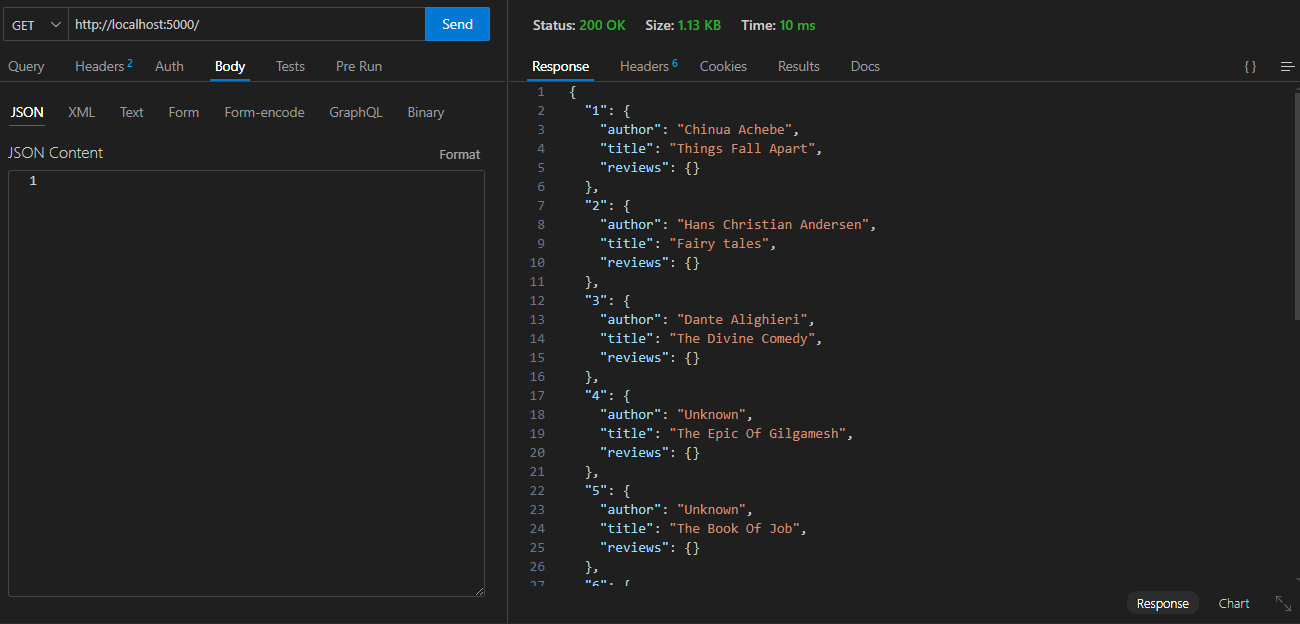 GET http://localhost:5000/ Send
Query Headers 2 Auth Body Tests Pre Run
JSON XML Text Form Form-encode GraphQL Binary
JSON Content Format
1
Status: 200 OK Size: 1.13 KB Time: 10 ms
Response Headers 6 Cookies Results Docs { }
1 {
2 "1": {
3 "author": "Chinua Achebe",
4 "title": "Things Fall Apart",
5 "reviews": {}
6 },
7 "2": {
8 "author": "Hans Christian Andersen",
9 "title": "Fairy tales",
10 "reviews": {}
11 },
12 "3": {
13 "author": "Dante Alighieri",
14 "title": "The Divine Comedy",
15 "reviews": {}
16 },
17 "4": {
18 "author": "Unknown",
19 "title": "The Epic Of Gilgamesh",
20 "reviews": {}
21 },
22 "5": {
23 "author": "Unknown",
24 "title": "The Book Of Job",
25 "reviews": {}
26 },
27 "6": {
Response Chart